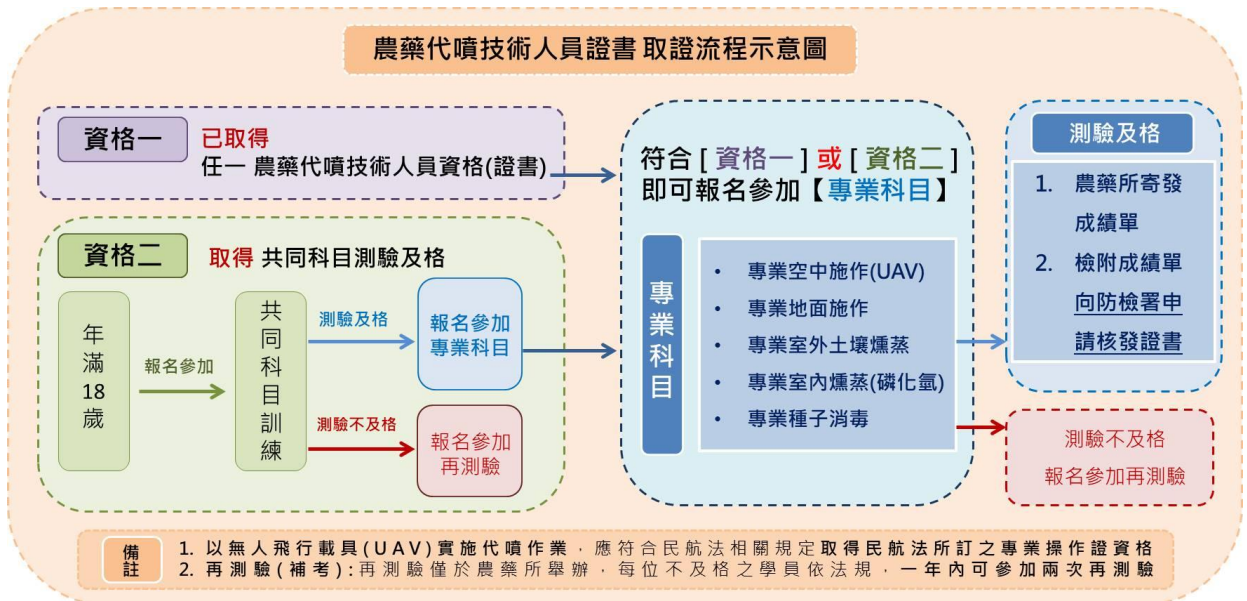 農藥代噴技術人員證書 取證流程示意圖
資格一
已取得
任一 農藥代噴技術人員資格(證書)
資格二
取得 共同科目測驗及格
年滿18歲
報名參加
共同科目訓練
測驗及格
報名參加
專業科目
測驗不及格
報名參加
再測驗
符合[資格一]或[資格二]
即可報名參加【專業科目】
專業科目
• 專業空中施作(UAV)
• 專業地面施作
• 專業室外土壤燻蒸
• 專業室內燻蒸(磷化氫)
• 專業種子消毒
測驗及格
1. 農藥所寄發
成績單
2. 檢附成績單
向防檢署申
請核發證書
測驗不及格
報名參加再測驗
備註
1. 以無人飛行載具(UAV)實施代噴作業，應符合民航法相關規定取得民航法所訂之專業操作證資格
2. 再測驗(補考):再測驗僅於農藥所舉辦，每位不及格之學員依法規，一年內可參加兩次再測驗